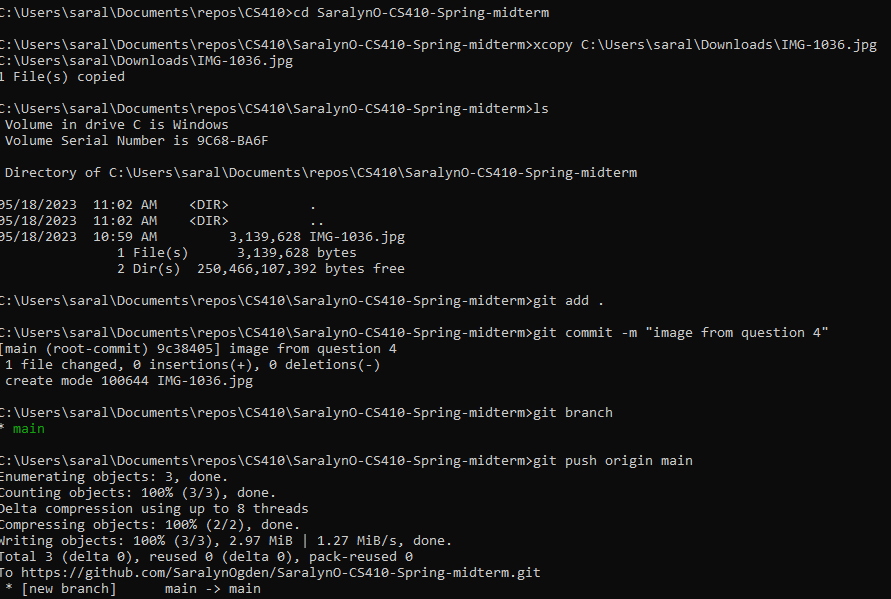 C:\Users\saral\Documents\repos\CS410>cd SaralynO-CS410-Spring-midterm
C:\Users\saral\Documents\repos\CS410\SaralynO-CS410-Spring-midterm>xcopy C:\Users\saral\Downloads\IMG-1036.jpg
C:\Users\saral\Downloads\IMG-1036.jpg
1 File(s) copied
C:\Users\saral\Documents\repos\CS410\SaralynO-CS410-Spring-midterm>ls
Volume in drive C is Windows
Volume Serial Number is 9C68-BA6F
Directory of C:\Users\saral\Documents\repos\CS410\SaralynO-CS410-Spring-midterm
05/18/2023  11:02 AM    <DIR>          .
05/18/2023  11:02 AM    <DIR>          ..
05/18/2023  10:59 AM         3,139,628 IMG-1036.jpg
1 File(s)      3,139,628 bytes
2 Dir(s)  250,466,107,392 bytes free
C:\Users\saral\Documents\repos\CS410\SaralynO-CS410-Spring-midterm>git add .
C:\Users\saral\Documents\repos\CS410\SaralynO-CS410-Spring-midterm>git commit -m "image from question 4"
[main (root-commit) 9c38405] image from question 4
1 file changed, 0 insertions(+), 0 deletions(-)
create mode 100644 IMG-1036.jpg
C:\Users\saral\Documents\repos\CS410\SaralynO-CS410-Spring-midterm>git branch
* main
C:\Users\saral\Documents\repos\CS410\SaralynO-CS410-Spring-midterm>git push origin main
Enumerating objects: 3, done.
Counting objects: 100% (3/3), done.
Delta compression using up to 8 threads
Compressing objects: 100% (2/2), done.
Writing objects: 100% (3/3), 2.97 MiB | 1.27 MiB/s, done.
Total 3 (delta 0), reused 0 (delta 0), pack-reused 0
To https://github.com/SaralynOgden/SaralynO-CS410-Spring-midterm.git
* [new branch]      main -> main